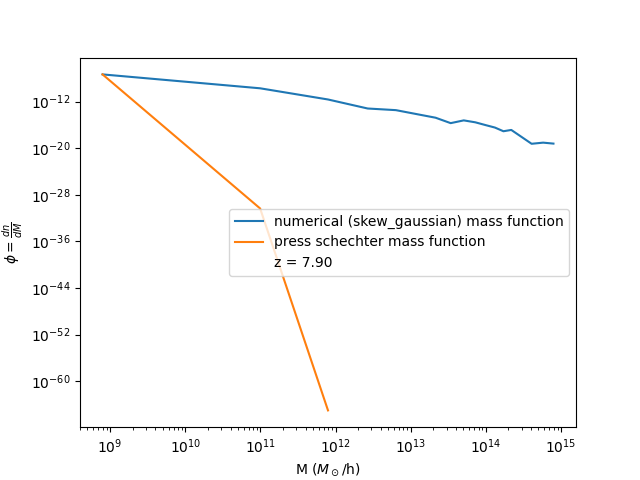 10⁻¹²
10⁻²⁰
10⁻²⁸
10⁻³⁶
10⁻⁴⁴
10⁻⁵²
10⁻⁶⁰
ϕ = dn/dM
numerical (skew_gaussian) mass function
press schechter mass function
z = 7.90
10⁹ 10¹⁰ 10¹¹ 10¹² 10¹³ 10¹⁴ 10¹⁵
M (M⊙/h)